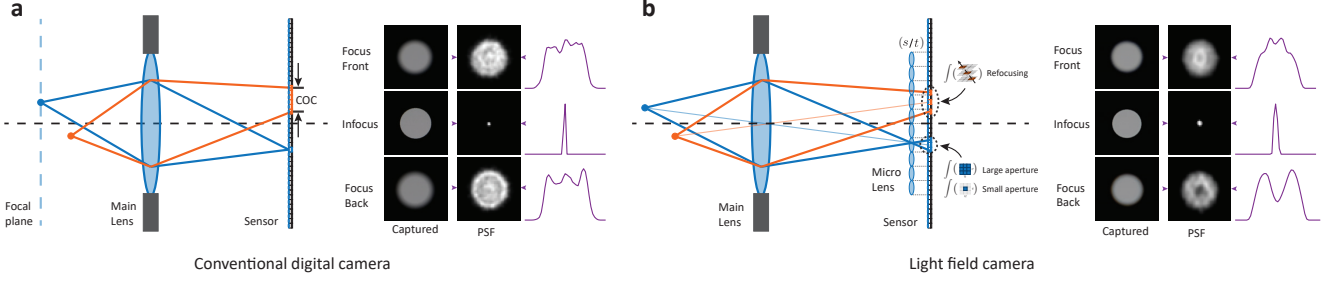 a
Focal
plane
Main
Lens
COC
Sensor
Focus
Front
Infocus
Focus
Back
Captured
PSF
Conventional digital camera
b
(s/t)
∫( ) Refocusing
∫( ) Large aperture
∫( ) Small aperture
Micro
Lens
Main
Lens
Sensor
Focus
Front
Infocus
Focus
Back
Captured
PSF
Light field camera